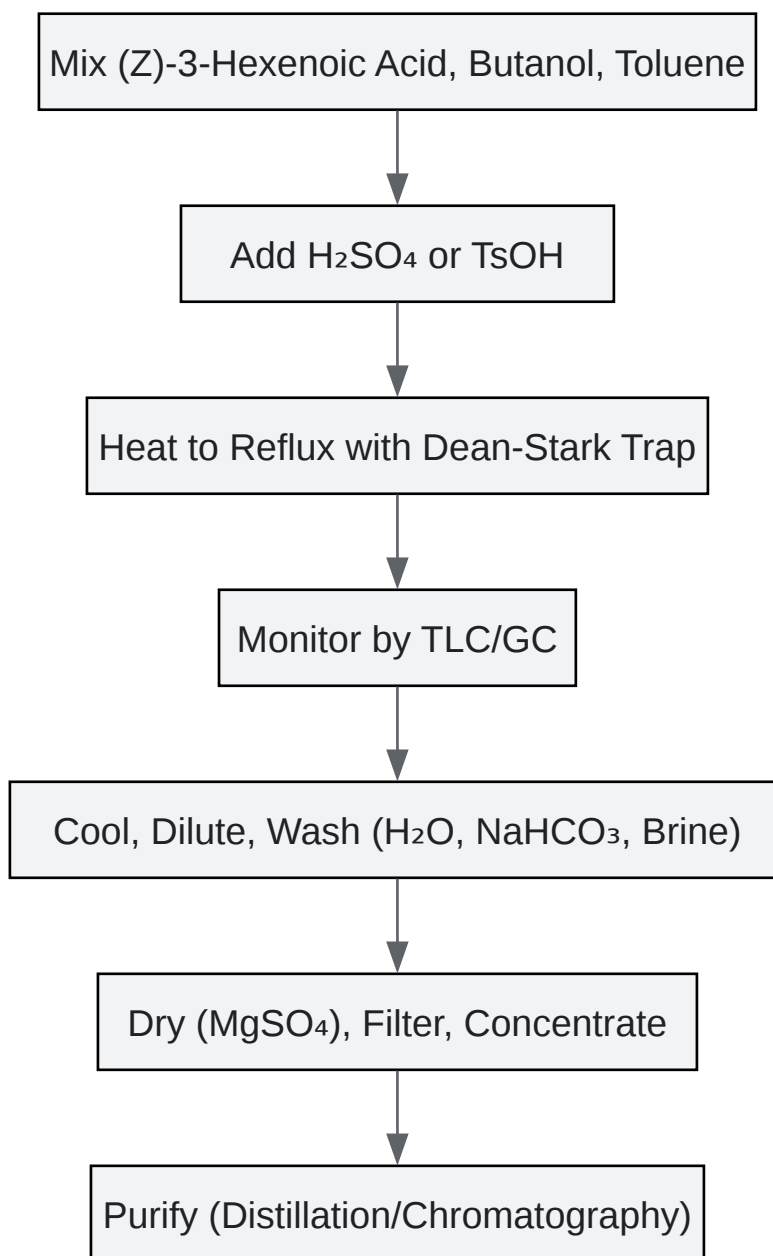 Mix (Z)-3-Hexenoic Acid, Butanol, Toluene
Add H₂SO₄ or TsOH
Heat to Reflux with Dean-Stark Trap
Monitor by TLC/GC
Cool, Dilute, Wash (H₂O, NaHCO₃, Brine)
Dry (MgSO₄), Filter, Concentrate
Purify (Distillation/Chromatography)